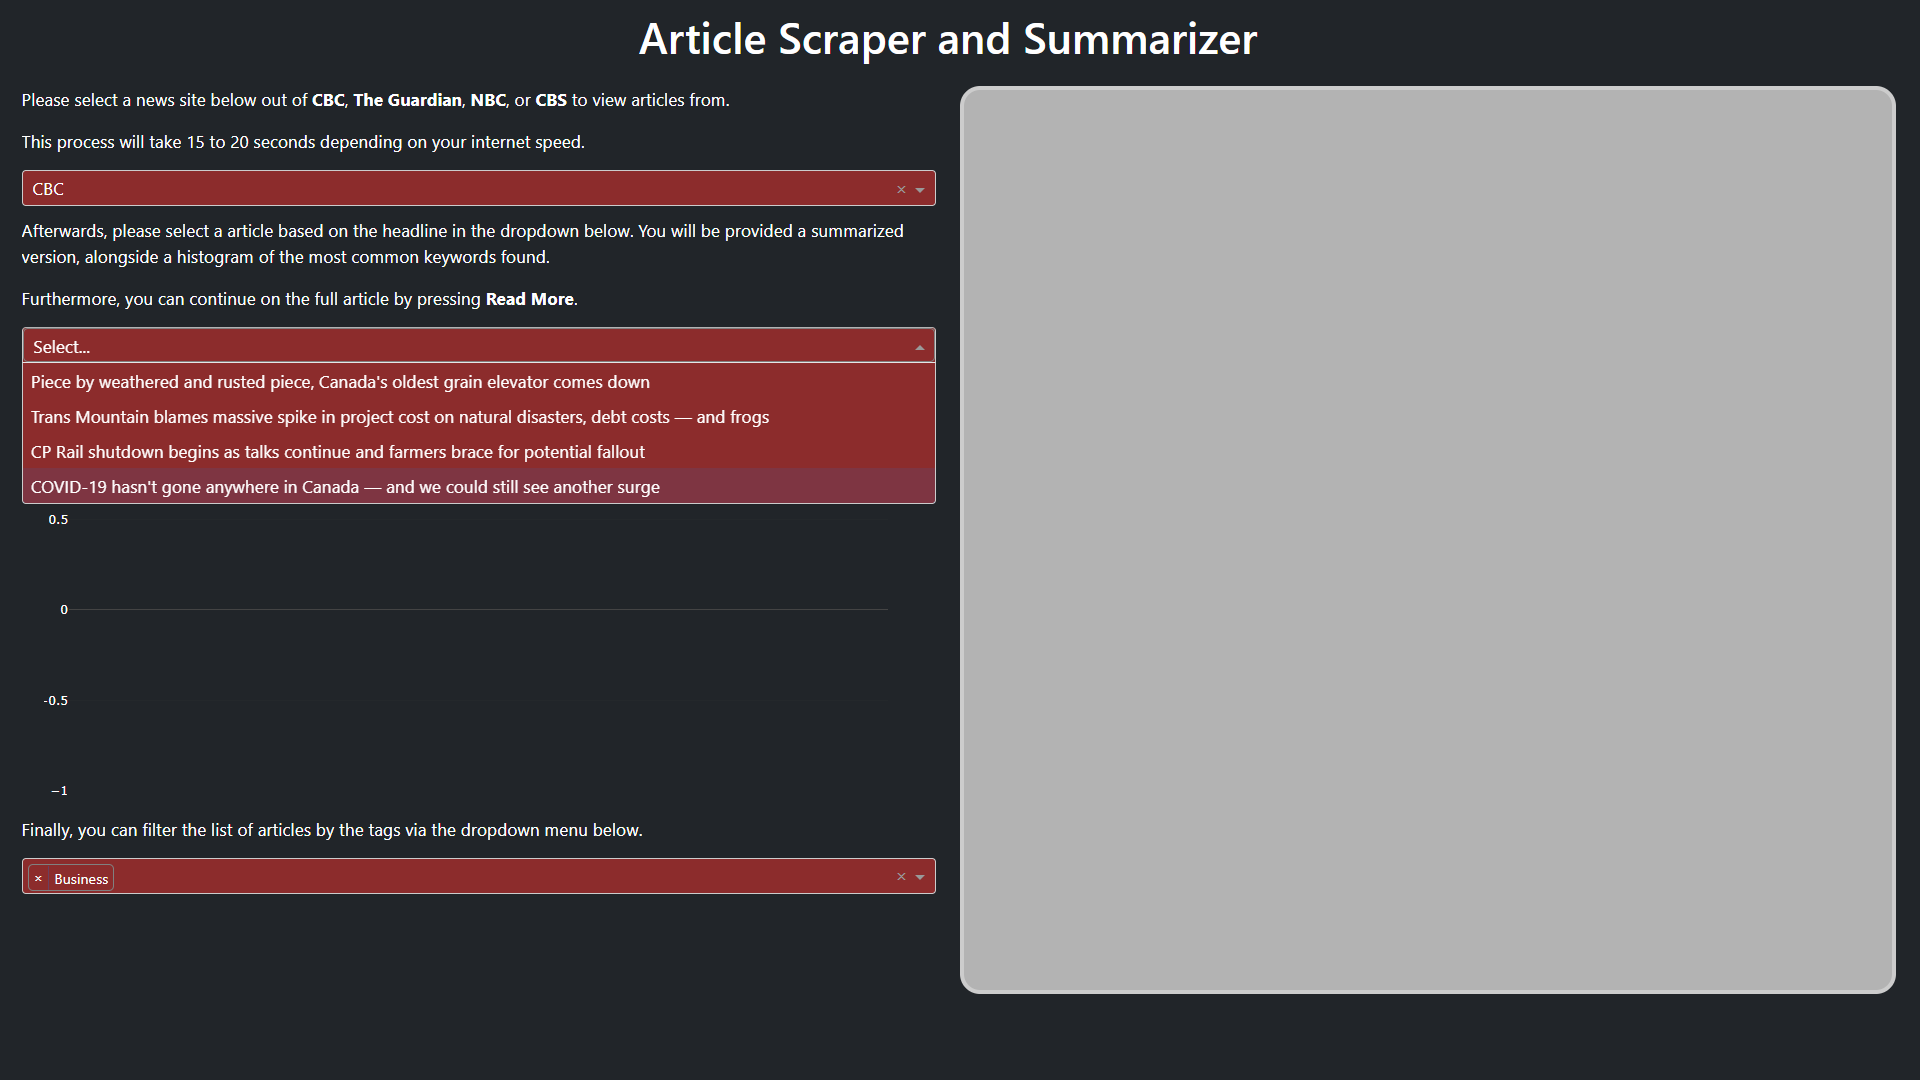 Article Scraper and Summarizer
Please select a news site below out of CBC, The Guardian, NBC, or CBS to view articles from.
This process will take 15 to 20 seconds depending on your internet speed.
CBC
Afterwards, please select a article based on the headline in the dropdown below. You will be provided a summarized
version, alongside a histogram of the most common keywords found.
Furthermore, you can continue on the full article by pressing Read More.
Select...
Piece by weathered and rusted piece, Canada's oldest grain elevator comes down
Trans Mountain blames massive spike in project cost on natural disasters, debt costs — and frogs
CP Rail shutdown begins as talks continue and farmers brace for potential fallout
COVID-19 hasn't gone anywhere in Canada — and we could still see another surge
0.5
0
-0.5
−1
Finally, you can filter the list of articles by the tags via the dropdown menu below.
× Business